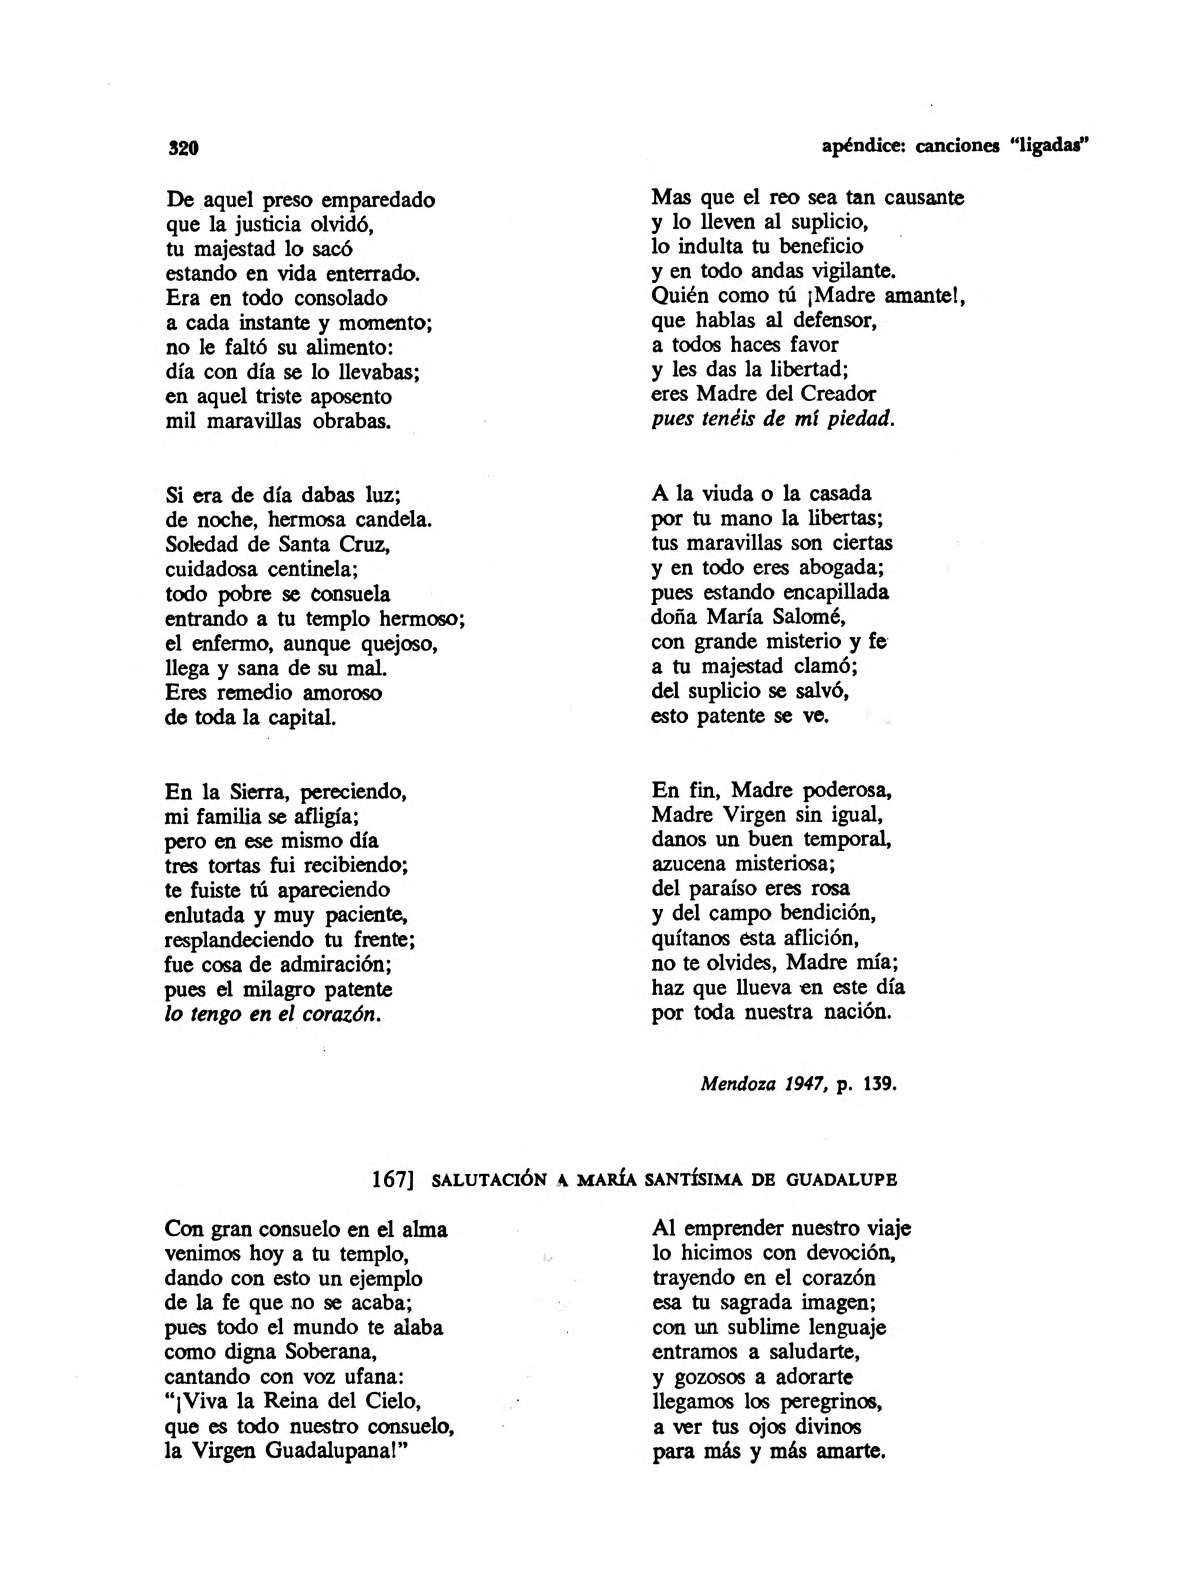 320
apéndice: canciones "ligadas"
De aquel preso emparedado
que la justicia olvidó,
tu majestad lo sacó
estando en vida enterrado.
Era en todo consolado
a cada instante y momento;
no le faltó su alimento:
día con día se lo llevabas;
en aquel triste aposento
mil maravillas obrabas.
Si era de día dabas luz;
de noche, hermosa candela.
Soledad de Santa Cruz,
cuidadosa centinela;
todo pobre se consuela
entrando a tu templo hermoso;
el enfermo, aunque quejoso,
llega y sana de su mal.
Eres remedio amoroso
de toda la capital.
En la Sierra, pereciendo,
mi familia se afligía;
pero en ese mismo día
tres tortas fui recibiendo;
te fuiste tú apareciendo
enlutada y muy paciente,
resplandeciendo tu frente;
fue cosa de admiración;
pues el milagro patente
lo tengo en el corazón.
Mas que el reo sea tan causante
y lo lleven al suplicio,
lo indulta tu beneficio
y en todo andas vigilante.
Quién como tú ¡Madre amante!,
que hablas al defensor,
a todos haces favor
y les das la libertad;
eres Madre del Creador
pues tenéis de mí piedad.
A la viuda o la casada
por tu mano la libertas;
tus maravillas son ciertas
y en todo eres abogada;
pues estando encapillada
doña María Salomé,
con grande misterio y fe
a tu majestad clamó;
del suplicio se salvó,
esto patente se ve.
En fin, Madre poderosa,
Madre Virgen sin igual,
danos un buen temporal,
azucena misteriosa;
del paraíso eres rosa
y del campo bendición,
quítanos esta aflición,
no te olvides, Madre mía;
haz que llueva en este día
por toda nuestra nación.
Mendoza 1947, p. 139.
167] SALUTACIÓN A MARÍA SANTÍSIMA DE GUADALUPE
Con gran consuelo en el alma
venimos hoy a tu templo,
dando con esto un ejemplo
de la fe que no se acaba;
pues todo el mundo te alaba
como digna Soberana,
cantando con voz ufana:
"¡Viva la Reina del Cielo,
que es todo nuestro consuelo,
la Virgen Guadalupana!"
Al emprender nuestro viaje
lo hicimos con devoción,
trayendo en el corazón
esa tu sagrada imagen;
con un sublime lenguaje
entramos a saludarte,
y gozosos a adorarte
llegamos los peregrinos,
a ver tus ojos divinos
para más y más amarte.